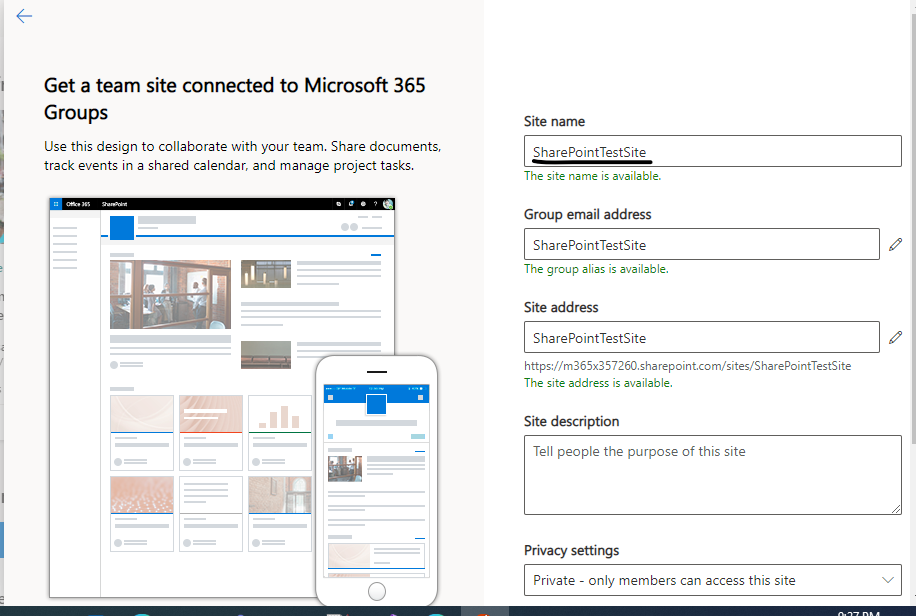 Get a team site connected to Microsoft 365
Groups
Use this design to collaborate with your team. Share documents,
track events in a shared calendar, and manage project tasks.
Office 365 SharePoint
Site name
SharePointTestSite
The site name is available.
Group email address
SharePointTestSite
The group alias is available.
Site address
SharePointTestSite
https://m365x357260.sharepoint.com/sites/SharePointTestSite
The site address is available.
Site description
Tell people the purpose of this site
Privacy settings
Private - only members can access this site